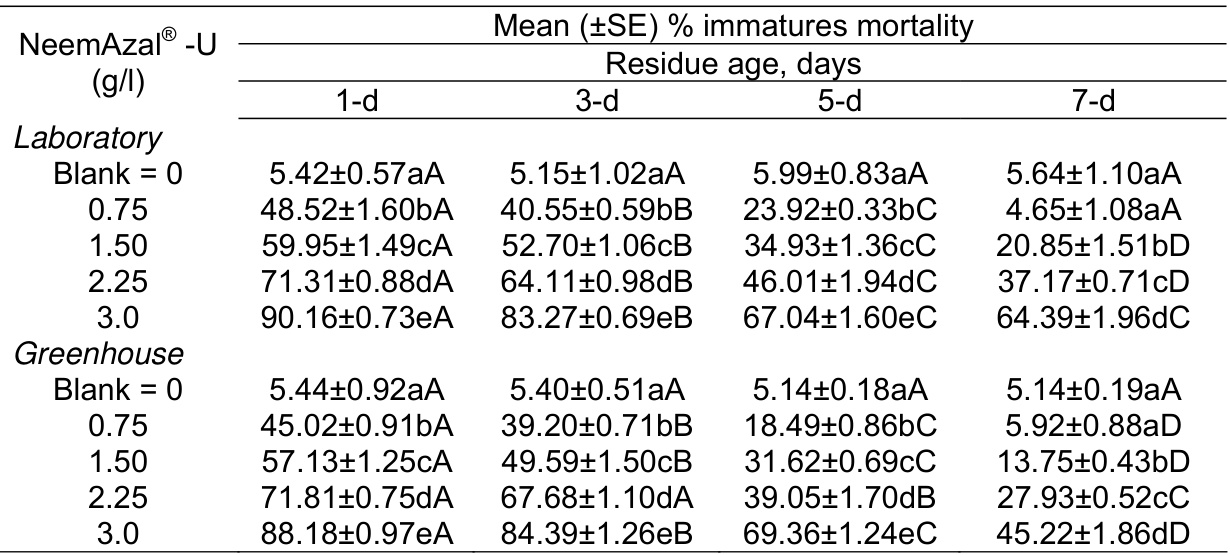 NeemAzal® -U (g/l) Mean (±SE) % immatures mortality
Residue age, days
1-d 3-d 5-d 7-d
Laboratory
Blank = 0 5.42±0.57aA 5.15±1.02aA 5.99±0.83aA 5.64±1.10aA
0.75 48.52±1.60bA 40.55±0.59bB 23.92±0.33bC 4.65±1.08aA
1.50 59.95±1.49cA 52.70±1.06cB 34.93±1.36cC 20.85±1.51bD
2.25 71.31±0.88dA 64.11±0.98dB 46.01±1.94dC 37.17±0.71cD
3.0 90.16±0.73eA 83.27±0.69eB 67.04±1.60eC 64.39±1.96dC
Greenhouse
Blank = 0 5.44±0.92aA 5.40±0.51aA 5.14±0.18aA 5.14±0.19aA
0.75 45.02±0.91bA 39.20±0.71bB 18.49±0.86bC 5.92±0.88aD
1.50 57.13±1.25cA 49.59±1.50cB 31.62±0.69cC 13.75±0.43bD
2.25 71.81±0.75dA 67.68±1.10dA 39.05±1.70dB 27.93±0.52cC
3.0 88.18±0.97eA 84.39±1.26eB 69.36±1.24eC 45.22±1.86dD